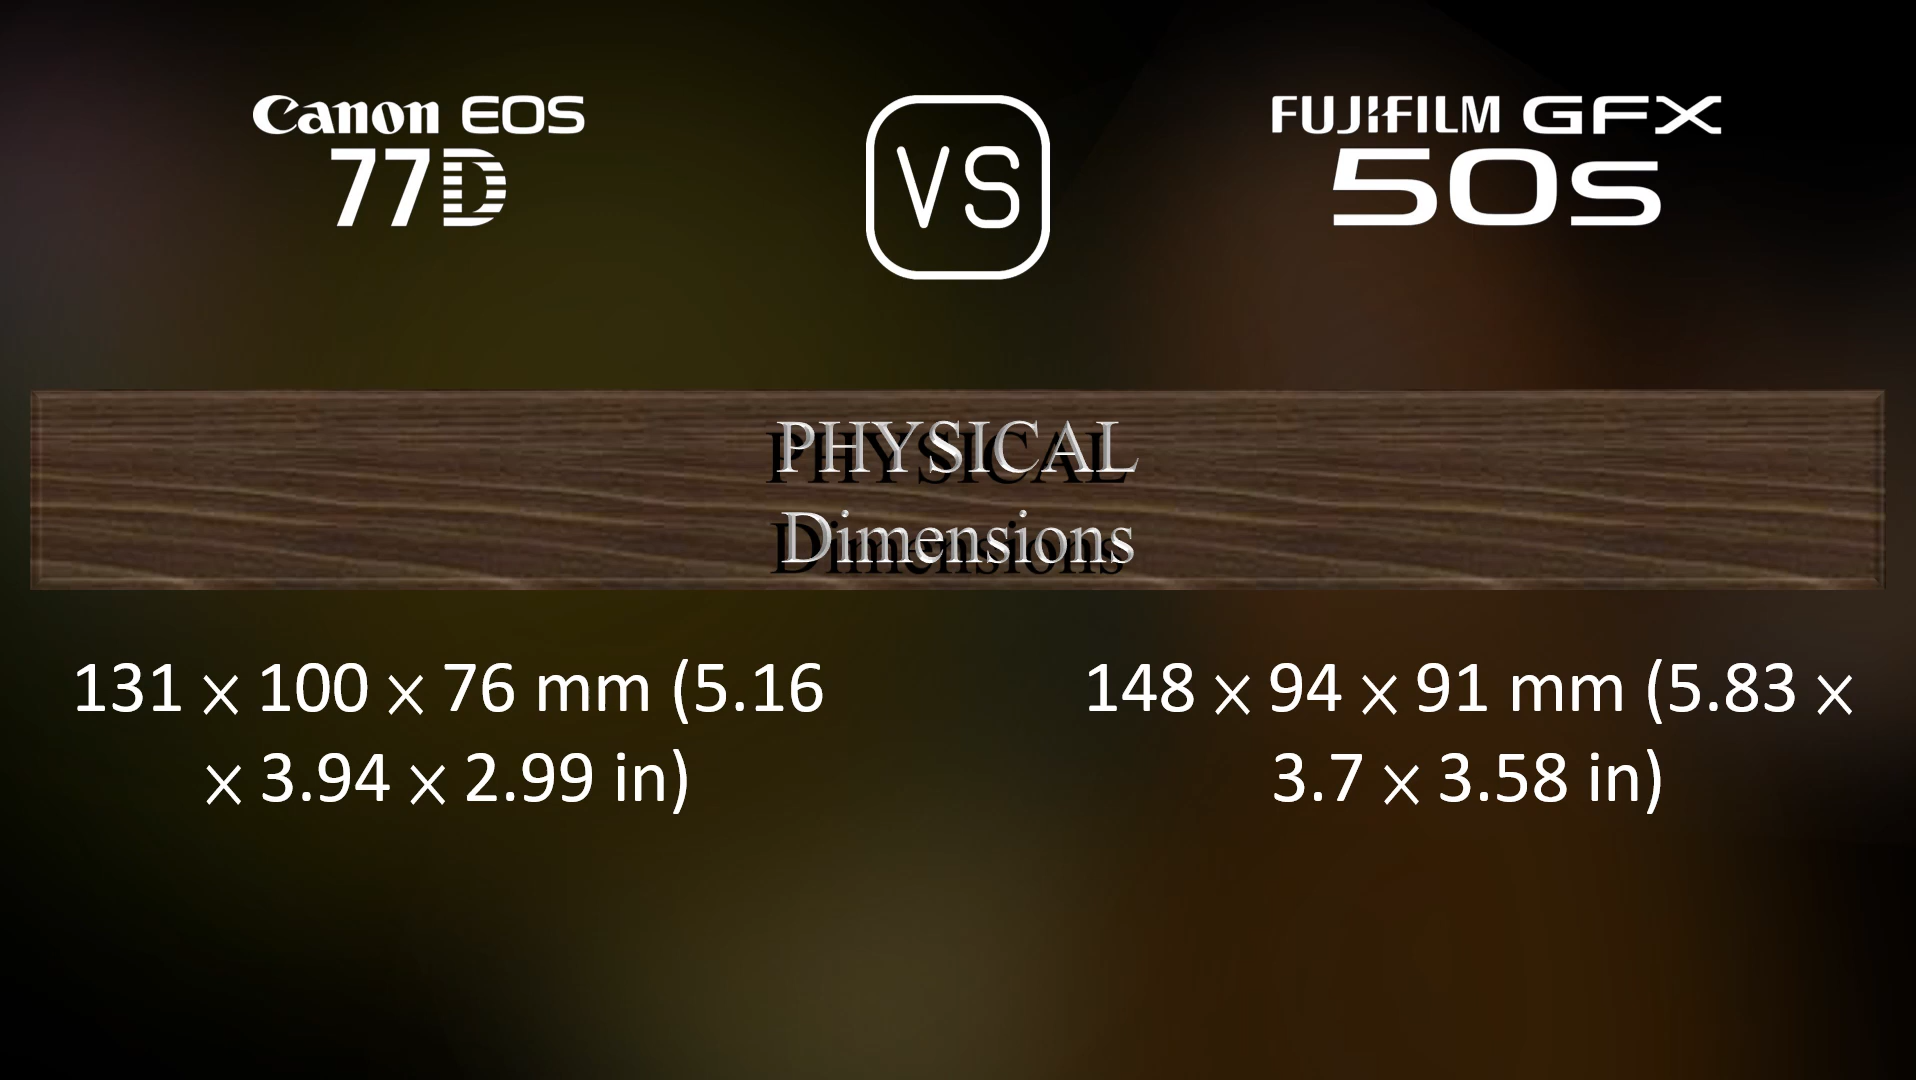 Canon EOS
77D
VS
FUJIFILM GFX
50s
PHYSICAL
Dimensions
131 x 100 x 76 mm (5.16
x 3.94 x 2.99 in)
148 x 94 x 91 mm (5.83 x
3.7 x 3.58 in)